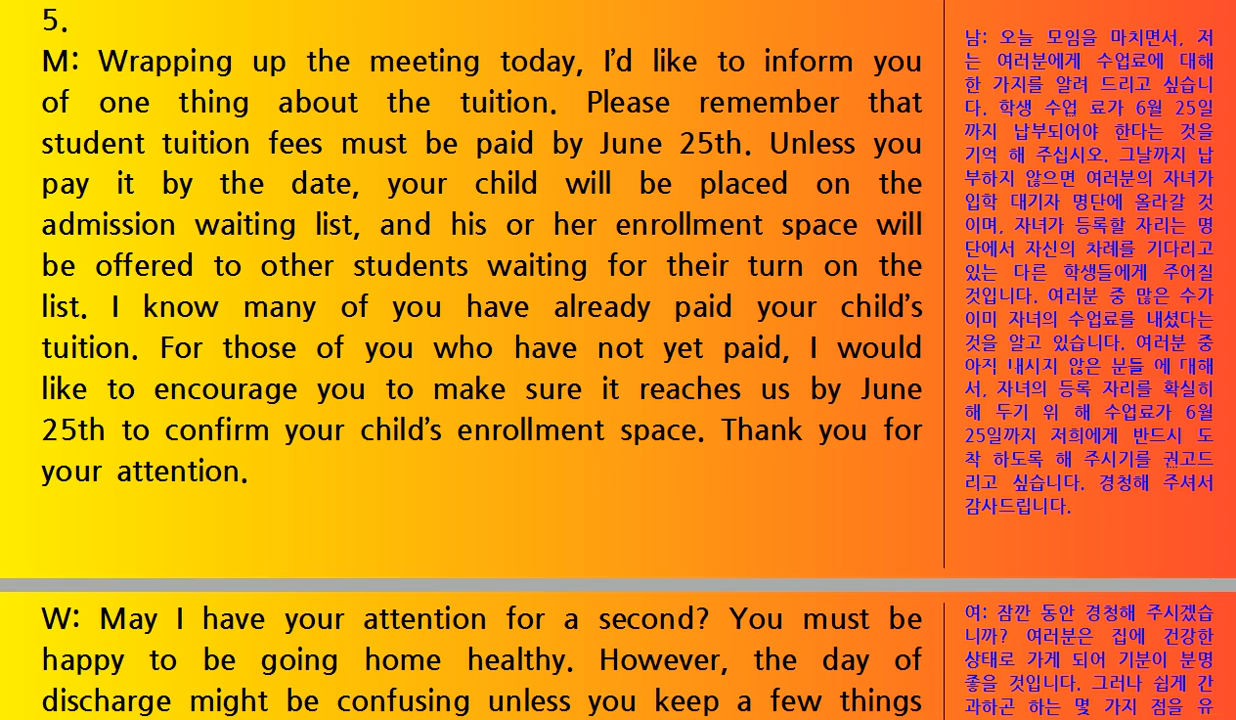 5.
M: Wrapping up the meeting today, I'd like to inform you
of one thing about the tuition. Please remember that
student tuition fees must be paid by June 25th. Unless you
pay it by the date, your child will be placed on the
admission waiting list, and his or her enrollment space will
be offered to other students waiting for their turn on the
list. I know many of you have already paid your child's
tuition. For those of you who have not yet paid, I would
like to encourage you to make sure it reaches us by June
25th to confirm your child's enrollment space. Thank you for
your attention.
남: 오늘 모임을 마치면서, 저
는 여러분에게 수업료에 대해
한 가지를 알려 드리고 싶습니
다. 학생 수업 료가 6월 25일
까지 납부되어야 한다는 것을
기억 해 주십시오. 그날까지 납
부하지 않으면 여러분의 자녀가
입학 대기자 명단에 올라갈 것
이며, 자녀가 등록할 자리는 명
단에서 자신의 차례를 기다리고
있는 다른 학생들에게 주어질
것입니다. 여러분 중 많은 수가
이미 자녀의 수업료를 내셨다는
것을 알고 있습니다. 여러분 중
아직 내시지 않은 분들 에 대해
서, 자녀의 등록 자리를 확실히
해 두기 위 해 수업료가 6월
25일까지 저희에게 반드시 도
착 하도록 해 주시기를 권고드
리고 싶습니다. 경청해 주셔서
감사드립니다.
W: May I have your attention for a second? You must be
happy to be going home healthy. However, the day of
discharge might be confusing unless you keep a few things
여: 잠깐 동안 경청해 주시겠습
니까? 여러분은 집에 건강한
상태로 가게 되어 기분이 분명
좋을 것입니다. 그러나 쉽게 간
과하곤 하는 몇 가지 점을 유